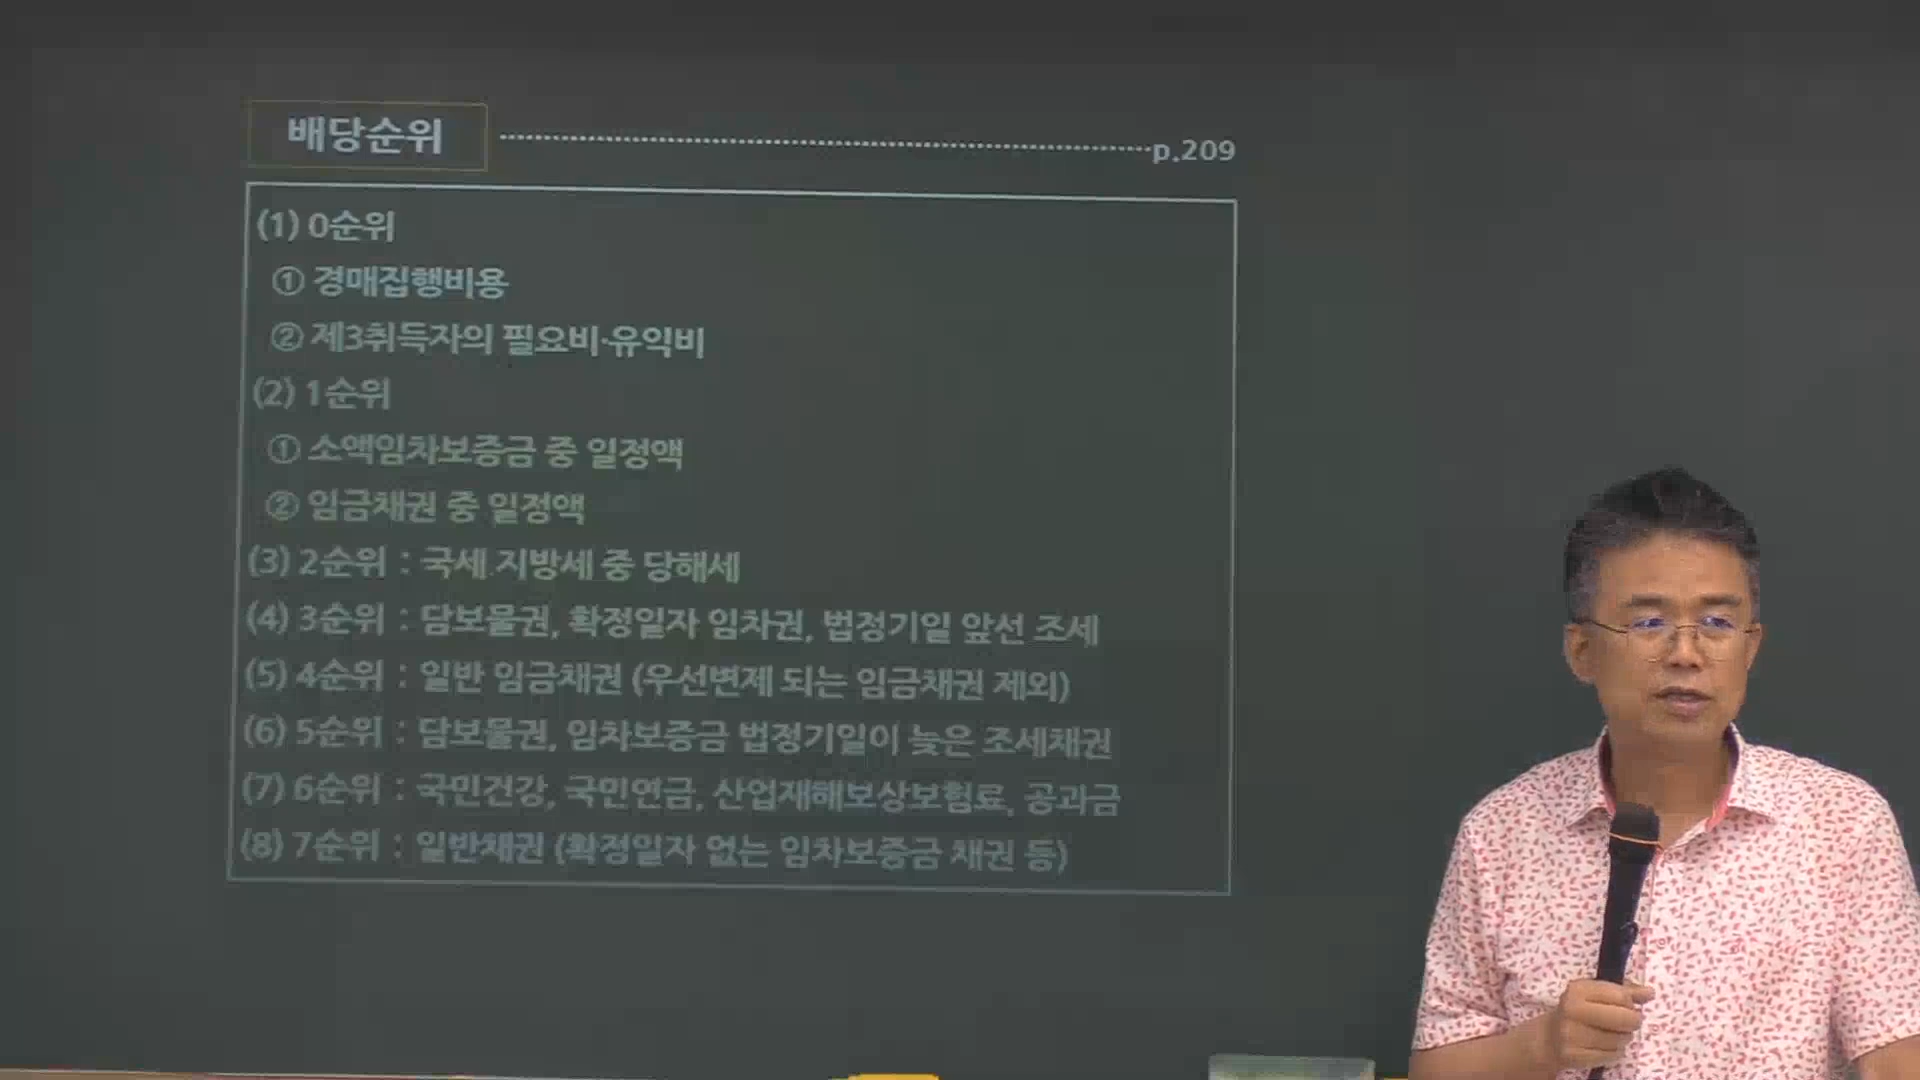 배당순위 p.209
(1) 0순위
① 경매집행비용
② 제3취득자의 필요비·유익비
(2) 1순위
① 소액임차보증금 중 일정액
② 임금채권 중 일정액
(3) 2순위 : 국세.지방세 중 당해세
(4) 3순위 : 담보물권, 확정일자 임차권, 법정기일 앞선 조세
(5) 4순위 : 일반 임금채권 (우선변제 되는 임금채권 제외)
(6) 5순위 : 담보물권, 임차보증금 법정기일이 늦은 조세채권
(7) 6순위 : 국민건강, 국민연금, 산업재해보상보험료, 공과금
(8) 7순위 : 일반채권 (확정일자 없는 임차보증금 채권 등)